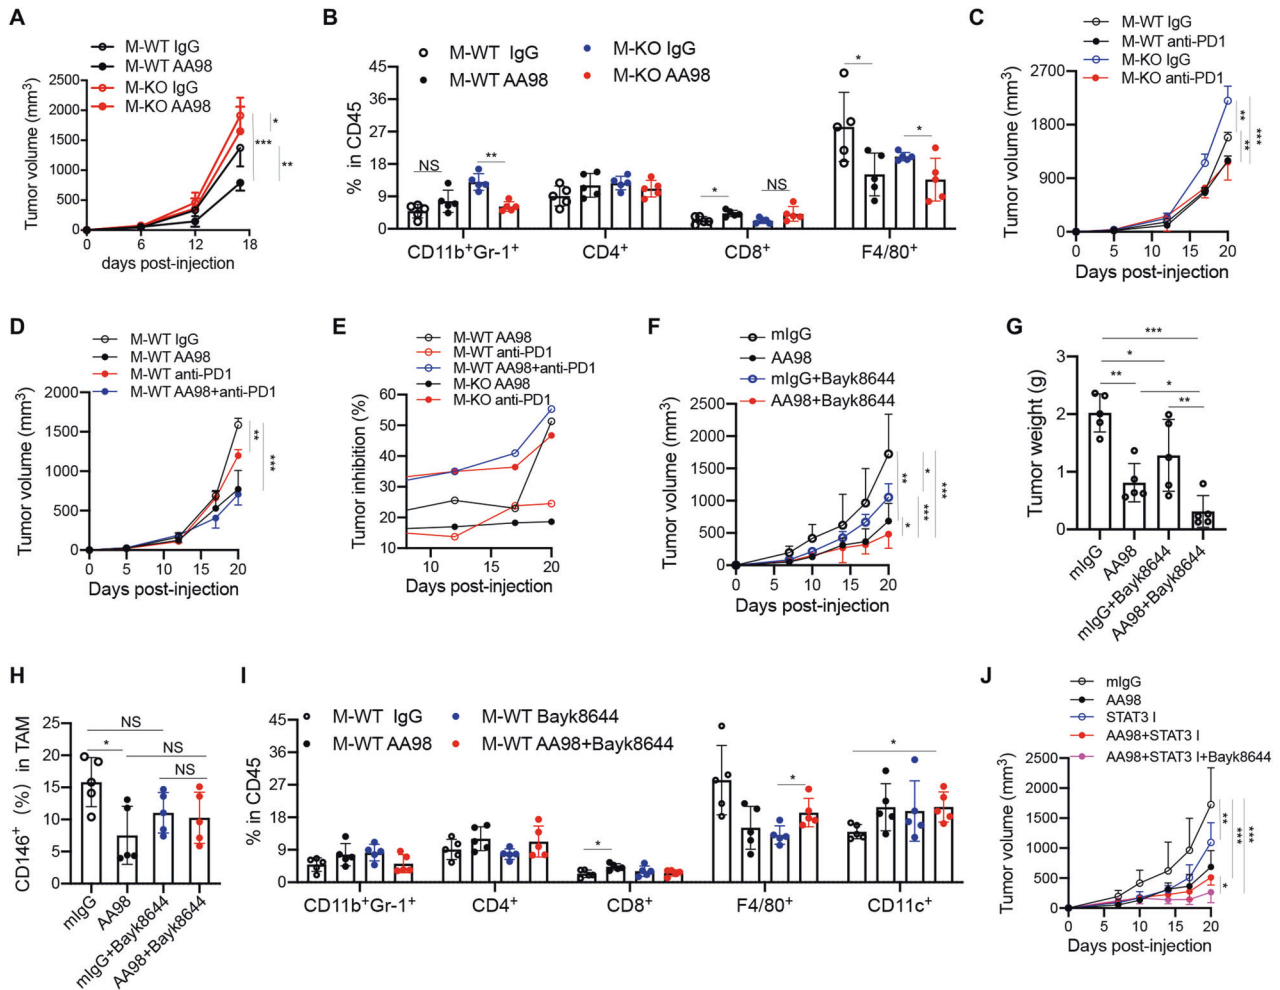 A
M-WT IgG
M-WT AA98
M-KO IgG
M-KO AA98
Tumor volume (mm³)
2500
2000
1500
1000
500
0
0 6 12 18
days post-injection
*
***
**
B
M-WT IgG
M-WT AA98
M-KO IgG
M-KO AA98
% in CD45
45
36
27
18
9
0
NS
**
*
NS
*
*
CD11b⁺Gr-1⁺ CD4⁺ CD8⁺ F4/80⁺
C
M-WT IgG
M-WT anti-PD1
M-KO IgG
M-KO anti-PD1
Tumor volume (mm³)
2700
1800
900
0
0 5 10 15 20
Days post-injection
**
**
***
D
M-WT IgG
M-WT AA98
M-WT anti-PD1
M-WT AA98+anti-PD1
Tumor volume (mm³)
2000
1500
1000
500
0
0 5 10 15 20
Days post-injection
**
***
E
M-WT AA98
M-WT anti-PD1
M-WT AA98+anti-PD1
M-KO AA98
M-KO anti-PD1
Tumor inhibition (%)
60
50
40
30
20
10
10 15 20
Days post-injection
F
mIgG
AA98
mIgG+Bayk8644
AA98+Bayk8644
Tumor volume (mm³)
2500
2000
1500
1000
500
0
0 5 10 15 20
Days post-injection
**
*
*
***
***
G
Tumor weight (g)
3
2
1
0
***
*
**
*
**
mIgG
AA98
mIgG+Bayk8644
AA98+Bayk8644
H
CD146⁺ (%) in TAM
25
20
15
10
5
0
NS
*
NS
NS
mIgG
AA98
mIgG+Bayk8644
AA98+Bayk8644
I
M-WT IgG
M-WT AA98
M-WT Bayk8644
M-WT AA98+Bayk8644
% in CD45
45
36
27
18
9
0
*
*
*
CD11b⁺Gr-1⁺ CD4⁺ CD8⁺ F4/80⁺ CD11c⁺
J
mIgG
AA98
STAT3 I
AA98+STAT3 I
AA98+STAT3 I+Bayk8644
Tumor volume (mm³)
2500
2000
1500
1000
500
0
0 5 10 15 20
Days post-injection
**
*
***
***